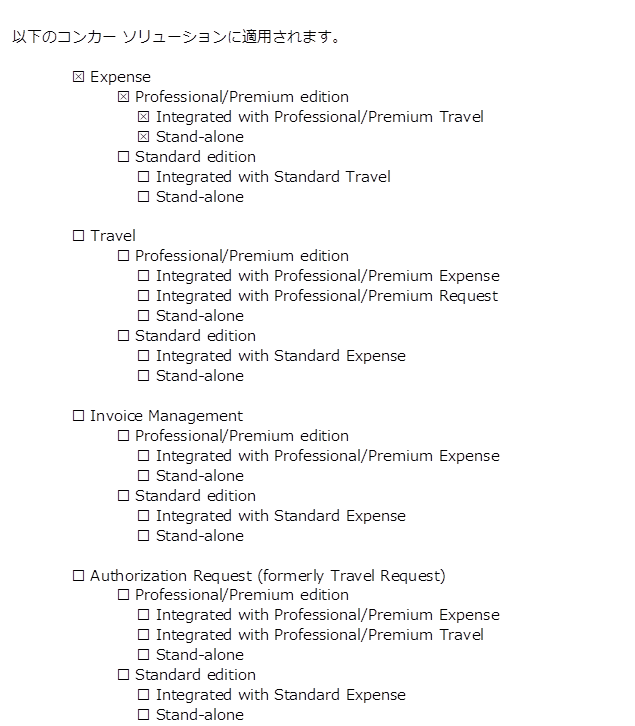 以下のコンカー ソリューションに適用されます。
☒ Expense
☒ Professional/Premium edition
☒ Integrated with Professional/Premium Travel
☒ Stand-alone
☐ Standard edition
☐ Integrated with Standard Travel
☐ Stand-alone
☐ Travel
☐ Professional/Premium edition
☐ Integrated with Professional/Premium Expense
☐ Integrated with Professional/Premium Request
☐ Stand-alone
☐ Standard edition
☐ Integrated with Standard Expense
☐ Stand-alone
☐ Invoice Management
☐ Professional/Premium edition
☐ Integrated with Professional/Premium Expense
☐ Stand-alone
☐ Standard edition
☐ Integrated with Standard Expense
☐ Stand-alone
☐ Authorization Request (formerly Travel Request)
☐ Professional/Premium edition
☐ Integrated with Professional/Premium Expense
☐ Integrated with Professional/Premium Travel
☐ Stand-alone
☐ Standard edition
☐ Integrated with Standard Expense
☐ Stand-alone